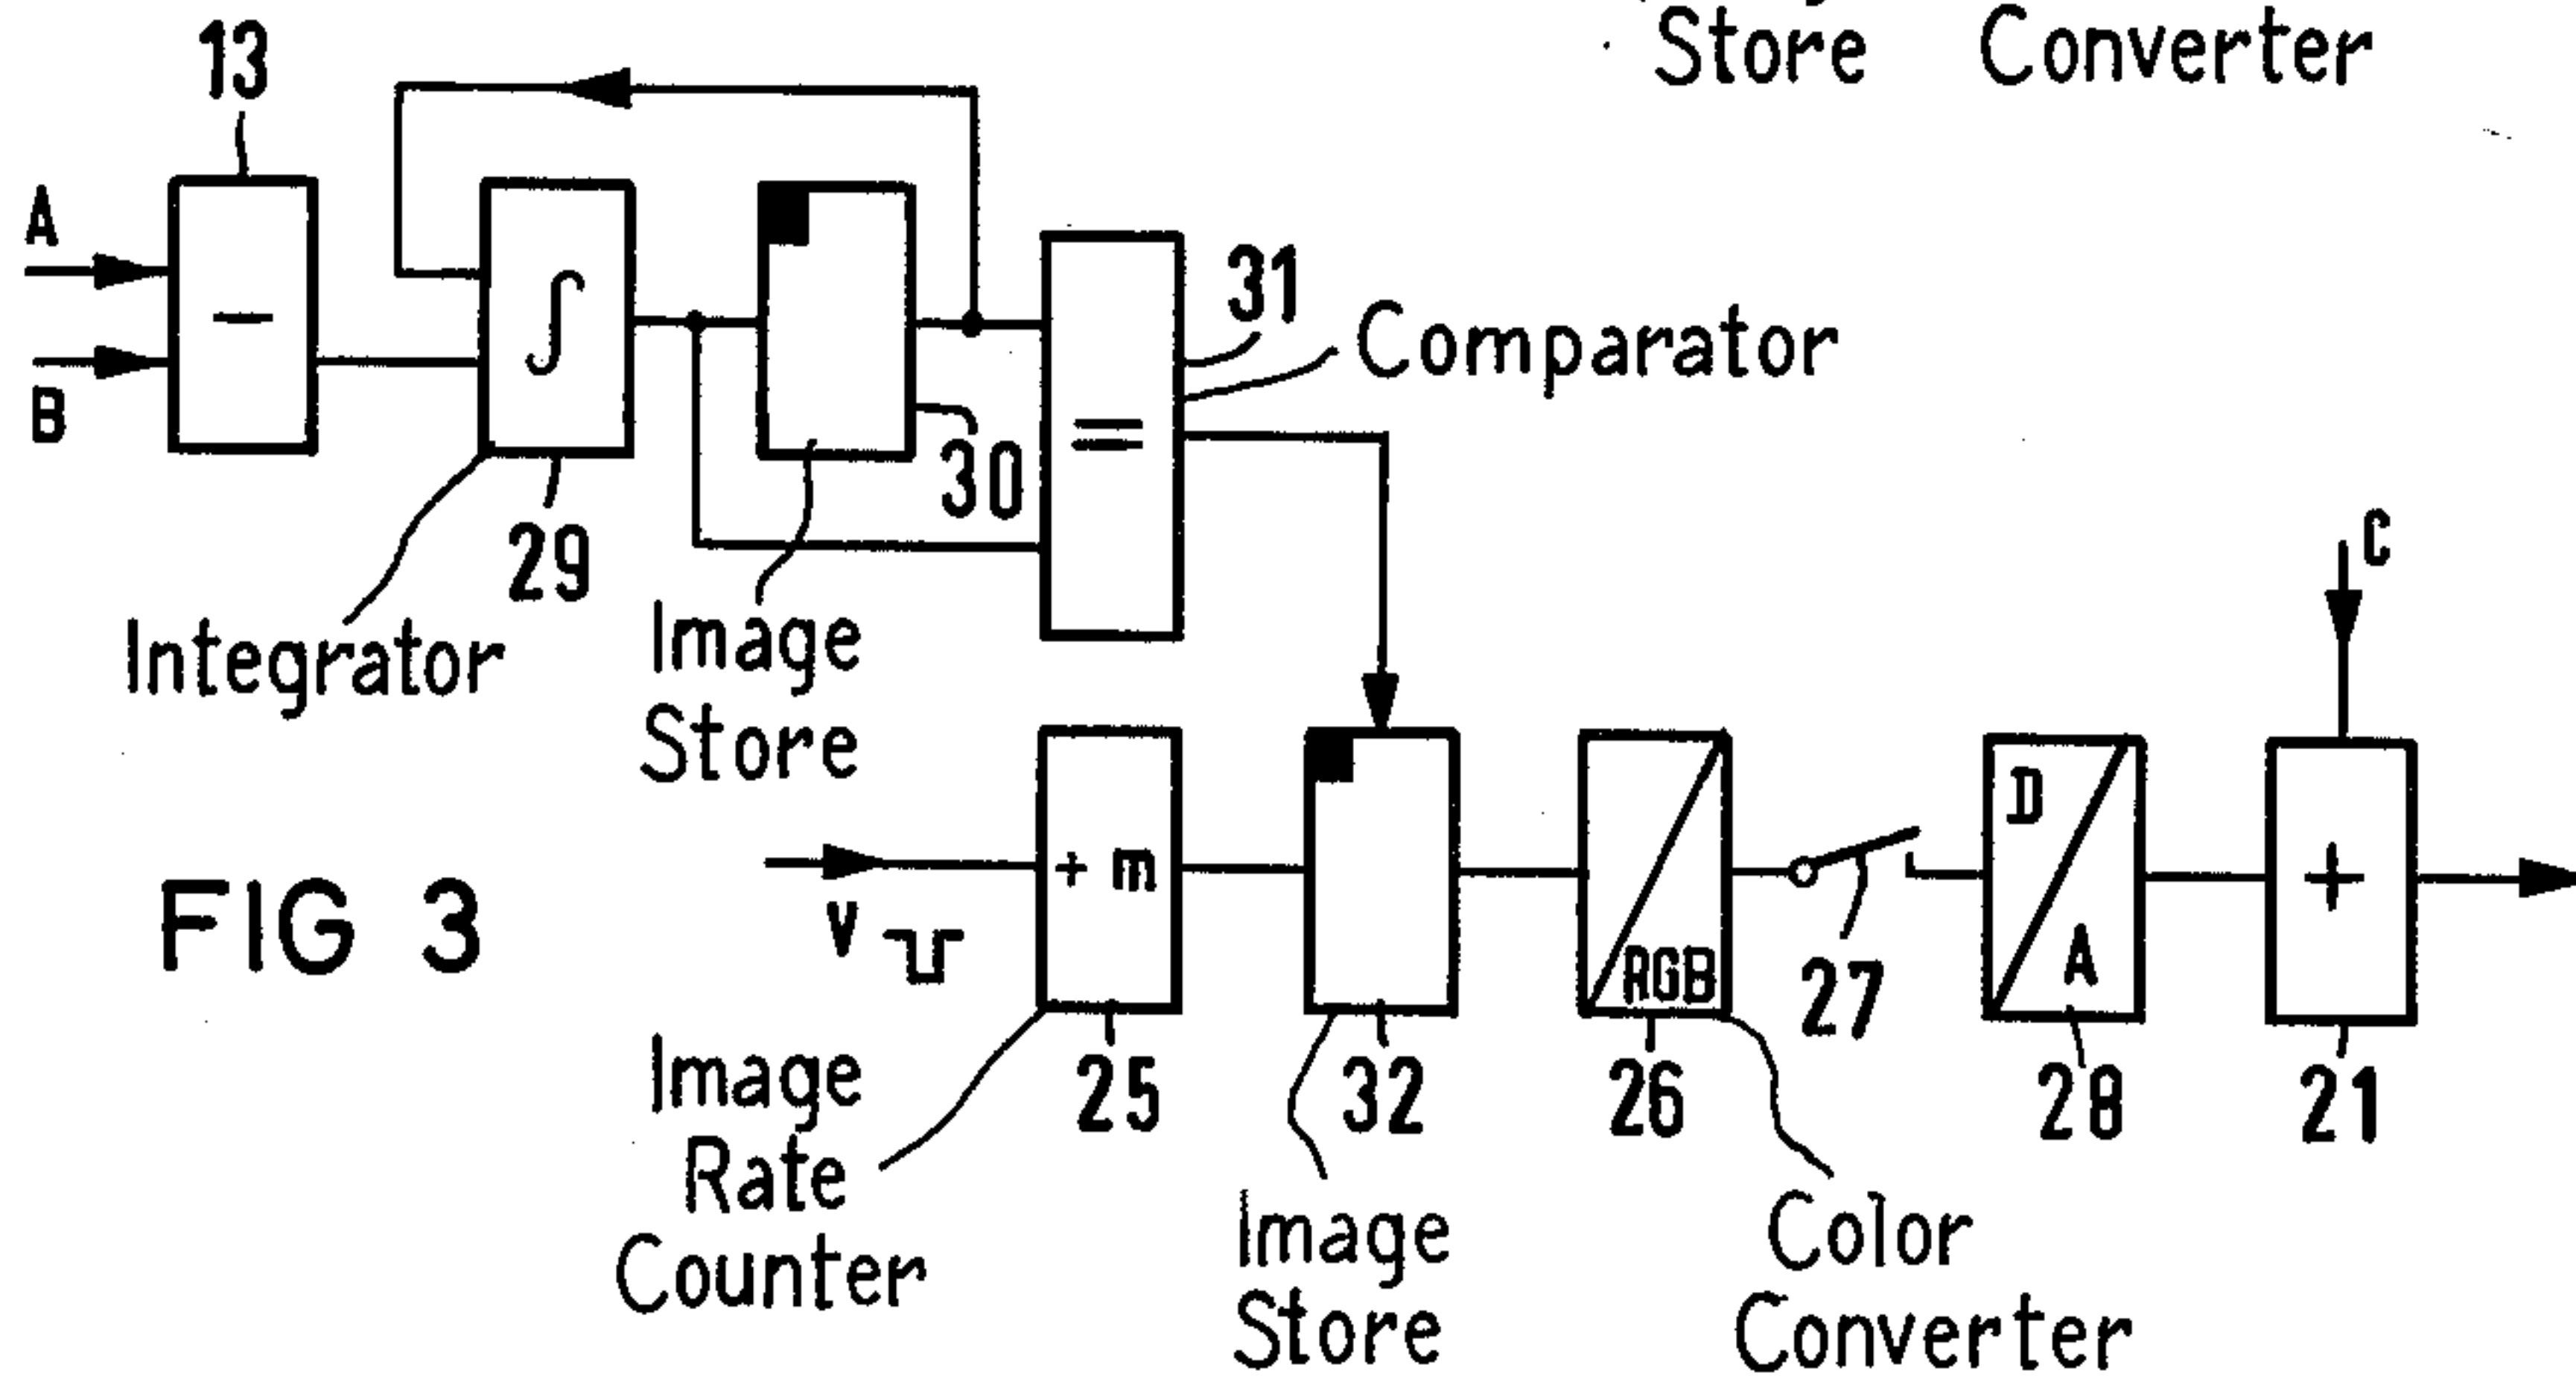 Store Converter
13
A
B
−
∫
29
Integrator
30
Image
Store
=
31
Comparator
C
FIG 3
V
+ m
25
Image
Rate
Counter
32
Image
Store
RGB
26
Color
Converter
27
D
A
28
+
21